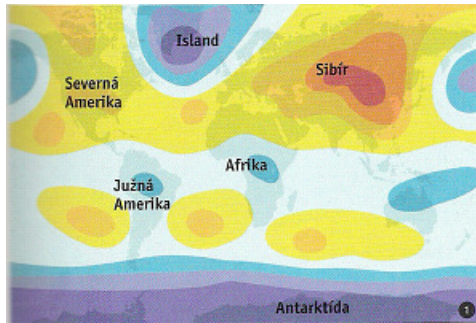 Island
Sibír
Severná
Amerika
Afrika
Južná
Amerika
Antarktída
1